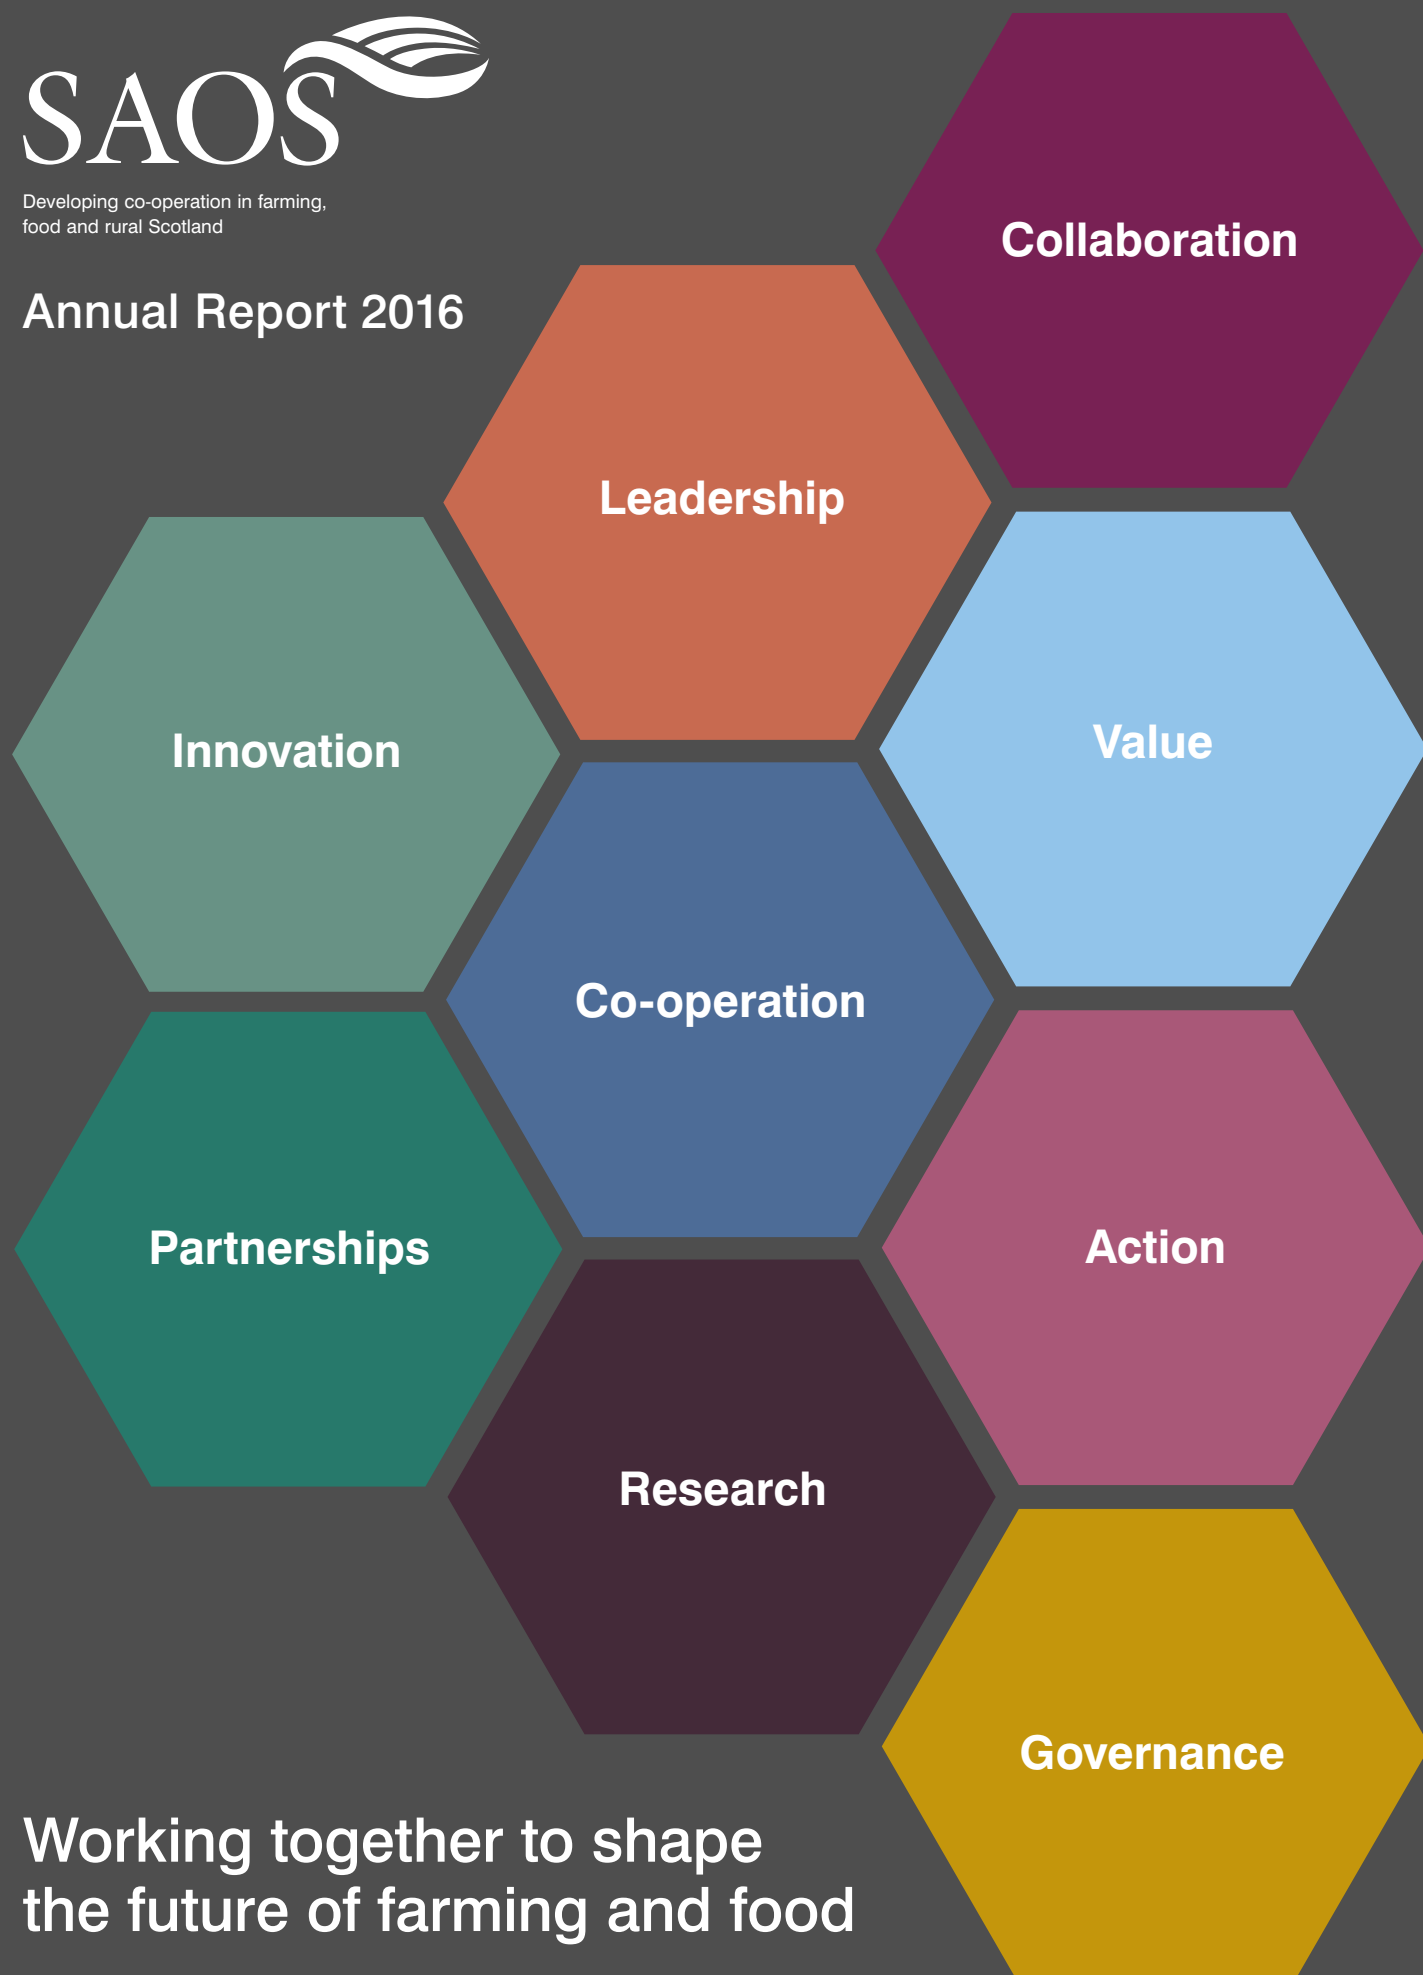 SAOS
Developing co-operation in farming,
food and rural Scotland
Annual Report 2016
Collaboration
Leadership
Value
Innovation
Co-operation
Partnerships
Action
Research
Governance
Working together to shape
the future of farming and food